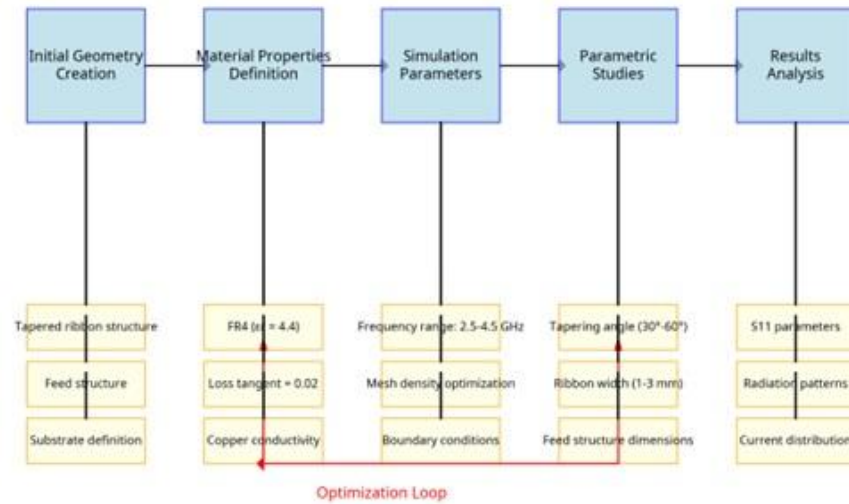 Initial Geometry
Creation
Material Properties
Definition
Simulation
Parameters
Parametric
Studies
Results
Analysis
Tapered ribbon structure
FR4 (εr = 4.4)
Frequency range: 2.5-4.5 GHz
Tapering angle (30°-60°)
S11 parameters
Feed structure
Loss tangent = 0.02
Mesh density optimization
Ribbon width (1-3 mm)
Radiation patterns
Substrate definition
Copper conductivity
Boundary conditions
Feed structure dimensions
Current distribution
Optimization Loop